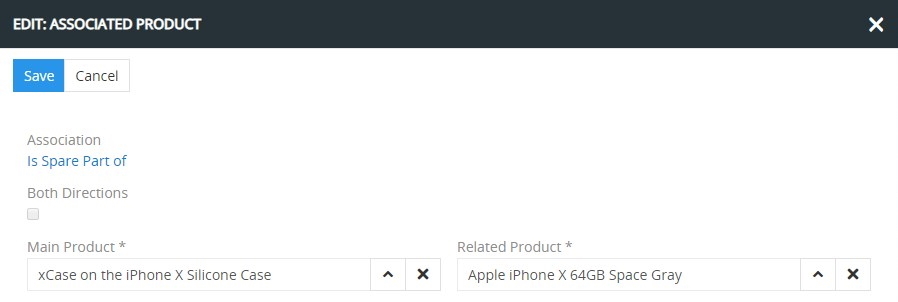 EDIT: ASSOCIATED PRODUCT
Save Cancel
Association
Is Spare Part of
Both Directions
Main Product * Related Product *
xCase on the iPhone X Silicone Case Apple iPhone X 64GB Space Gray